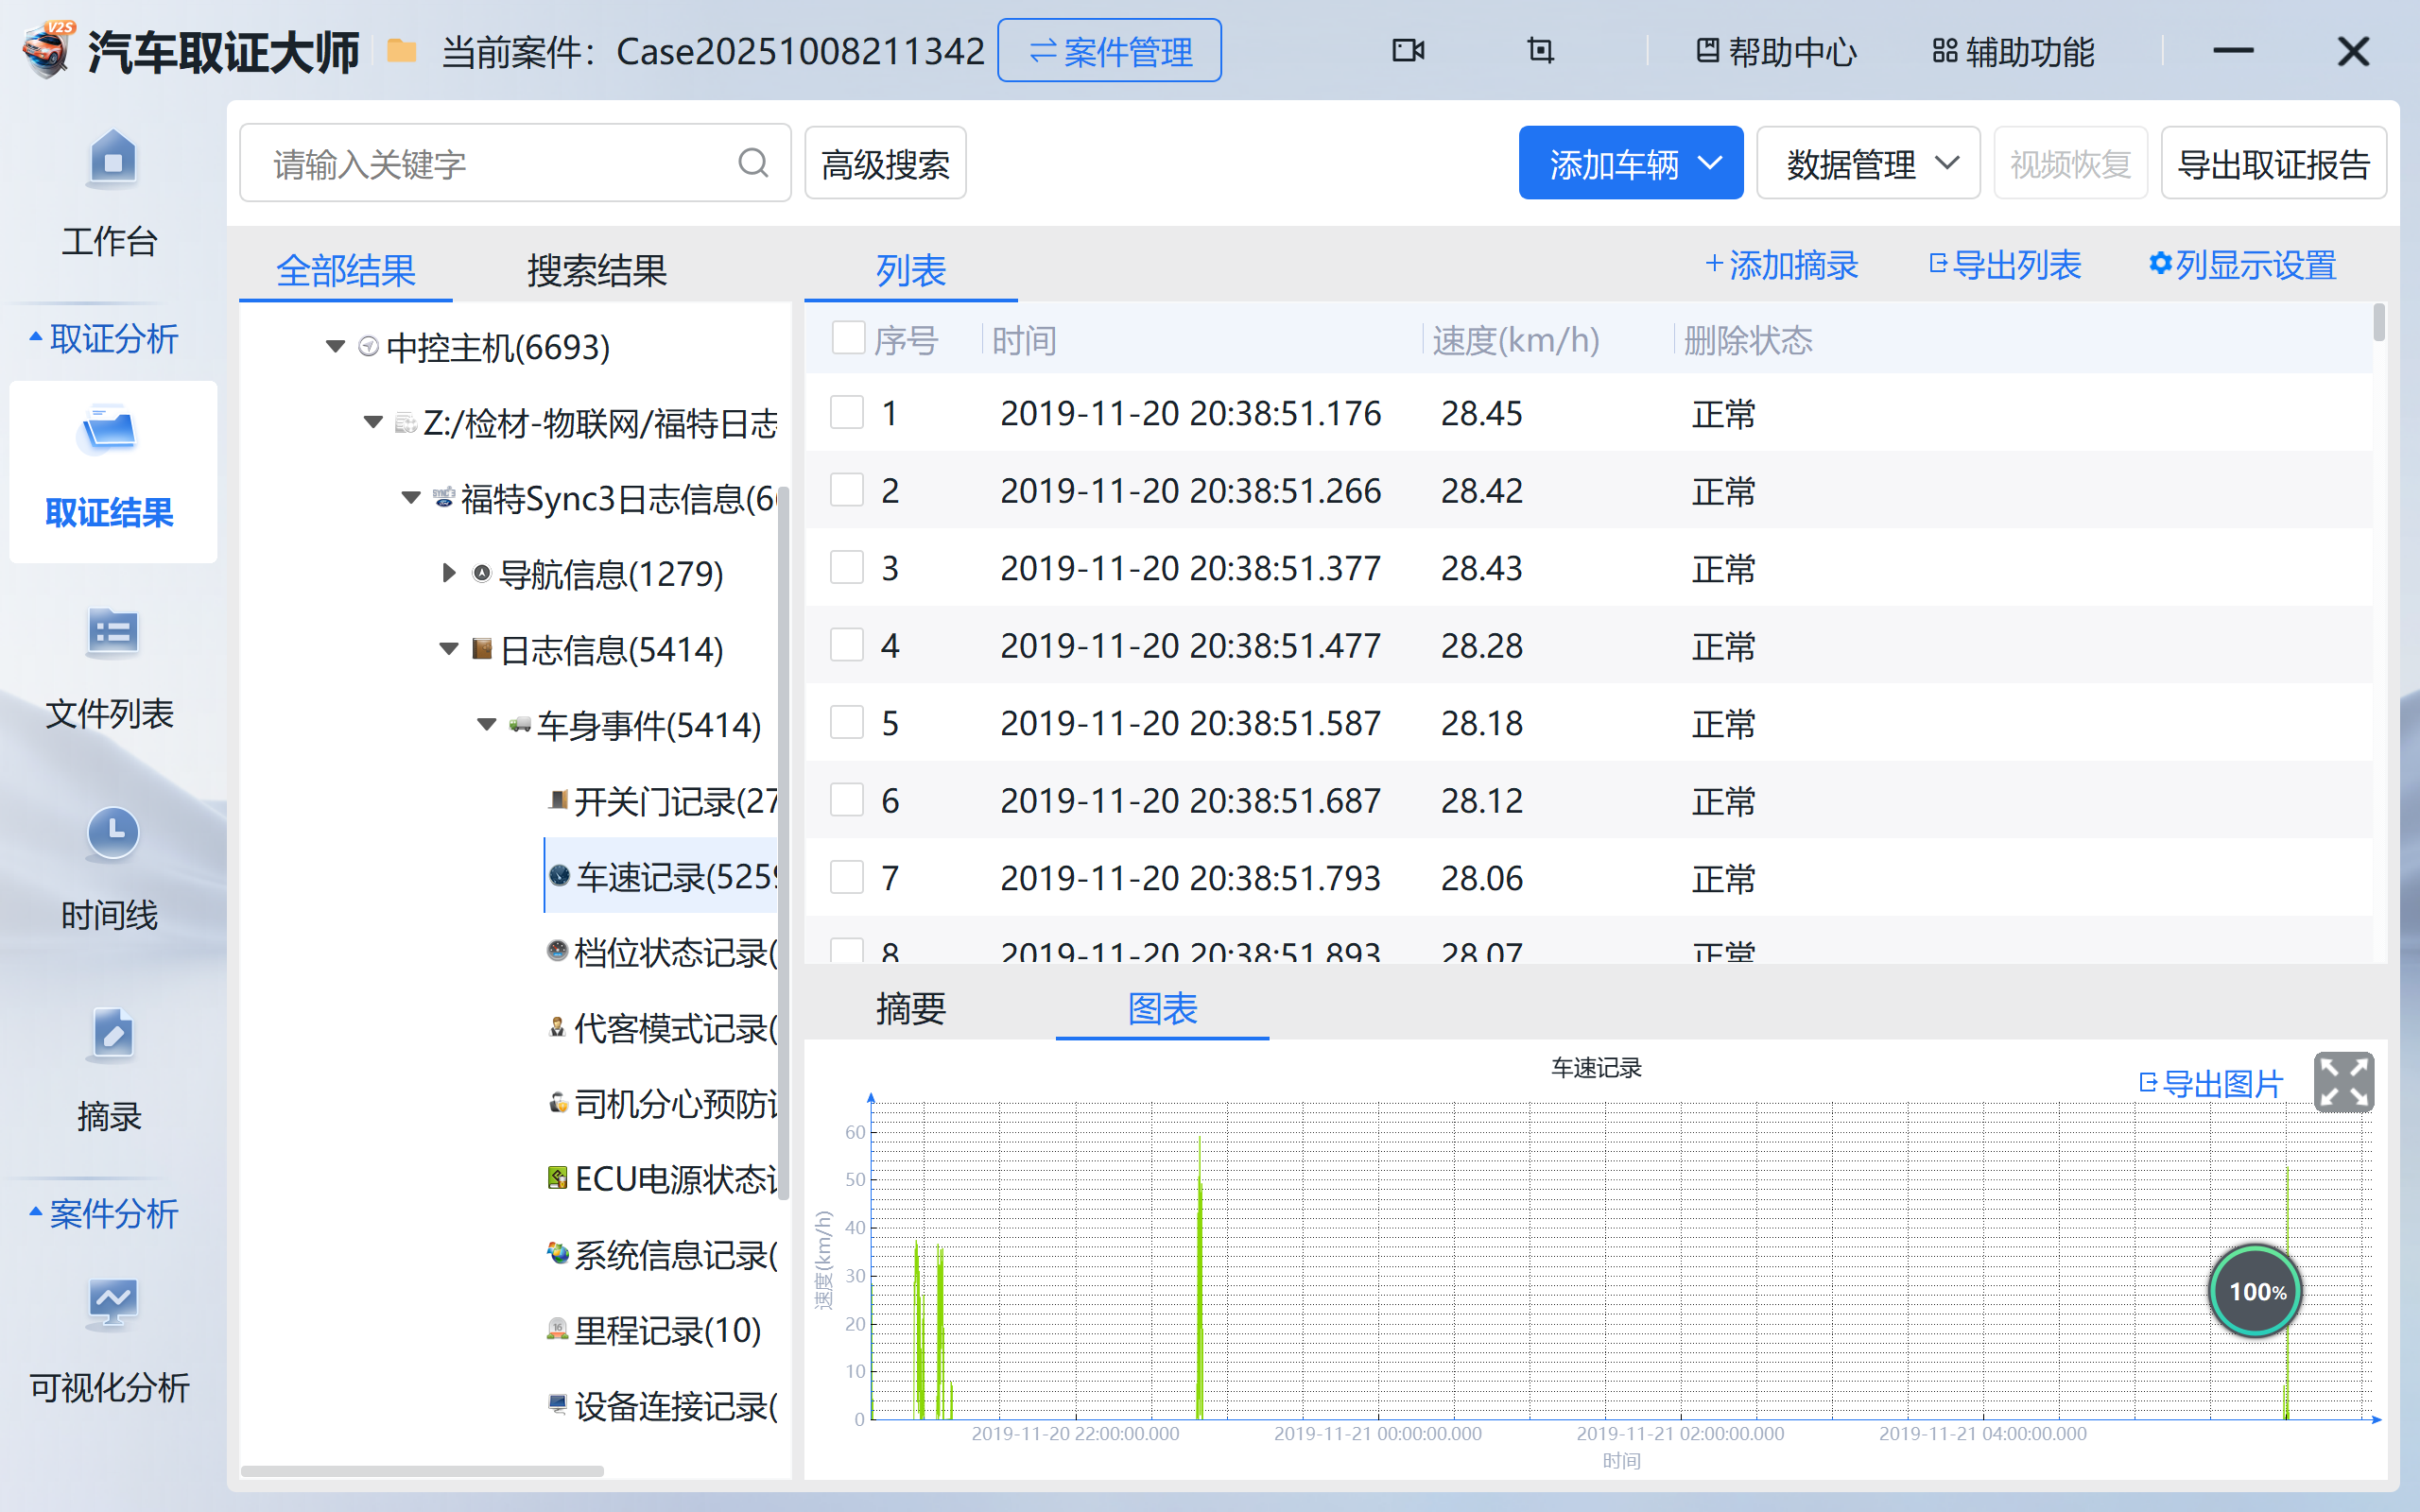 V2S
汽车取证大师
当前案件：Case20251008211342
案件管理
帮助中心
辅助功能
工作台
取证分析
取证结果
文件列表
时间线
摘录
案件分析
可视化分析
请输入关键字
高级搜索
添加车辆
数据管理
视频恢复
导出取证报告
全部结果
搜索结果
中控主机(6693)
Z:/检材-物联网/福特日志
福特Sync3日志信息(6
导航信息(1279)
日志信息(5414)
车身事件(5414)
开关门记录(27
车速记录(525
档位状态记录(
代客模式记录(
司机分心预防
ECU电源状态
系统信息记录(
里程记录(10)
设备连接记录(
列表
+添加摘录
导出列表
列显示设置
序号 时间 速度(km/h) 删除状态
1 2019-11-20 20:38:51.176 28.45 正常
2 2019-11-20 20:38:51.266 28.42 正常
3 2019-11-20 20:38:51.377 28.43 正常
4 2019-11-20 20:38:51.477 28.28 正常
5 2019-11-20 20:38:51.587 28.18 正常
6 2019-11-20 20:38:51.687 28.12 正常
7 2019-11-20 20:38:51.793 28.06 正常
8 2019-11-20 20:38:51.893 28.07 正常
摘要
图表
车速记录
导出图片
速度(km/h)
60
50
40
30
20
10
0
100%
2019-11-20 22:00:00.000
2019-11-21 00:00:00.000
2019-11-21 02:00:00.000
2019-11-21 04:00:00.000
时间